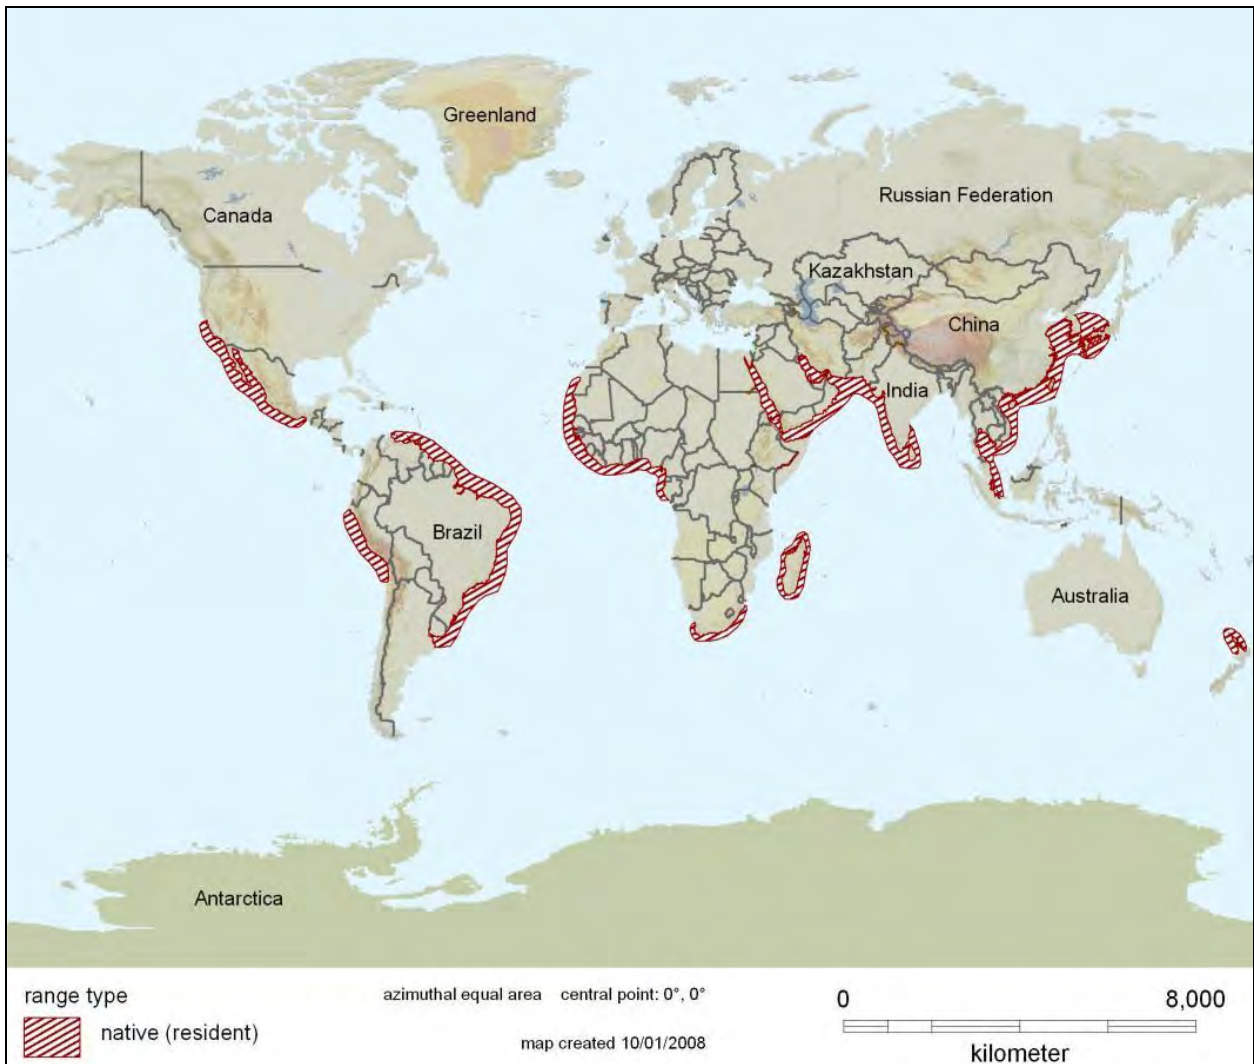 Greenland
Russian Federation
Canada
Kazakhstan
China
India
Brazil
Australia
Antarctica
range type
native (resident)
azimuthal equal area central point: 0°, 0°
map created 10/01/2008
0 8,000
kilometer